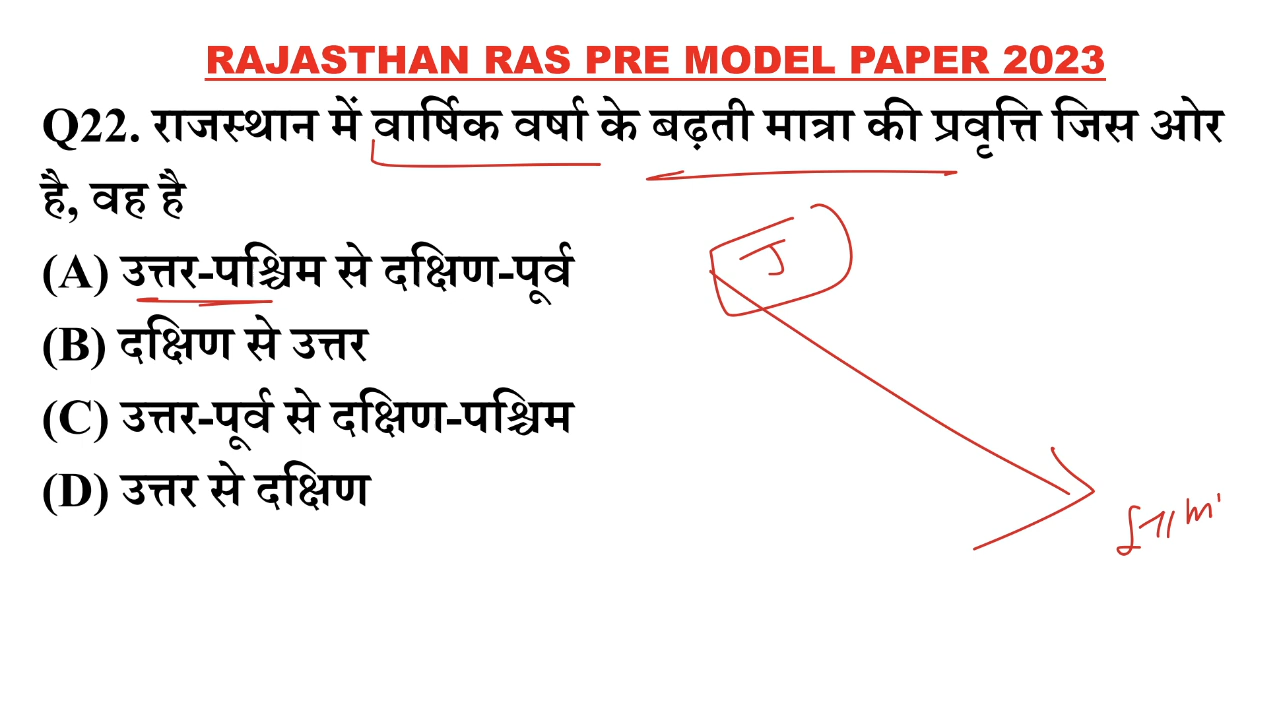 RAJASTHAN RAS PRE MODEL PAPER 2023
Q22. राजस्थान में वार्षिक वर्षा के बढ़ती मात्रा की प्रवृत्ति जिस ओर
है, वह है
(A) उत्तर-पश्चिम से दक्षिण-पूर्व
J
(B) दक्षिण से उत्तर
(C) उत्तर-पूर्व से दक्षिण-पश्चिम
(D) उत्तर से दक्षिण